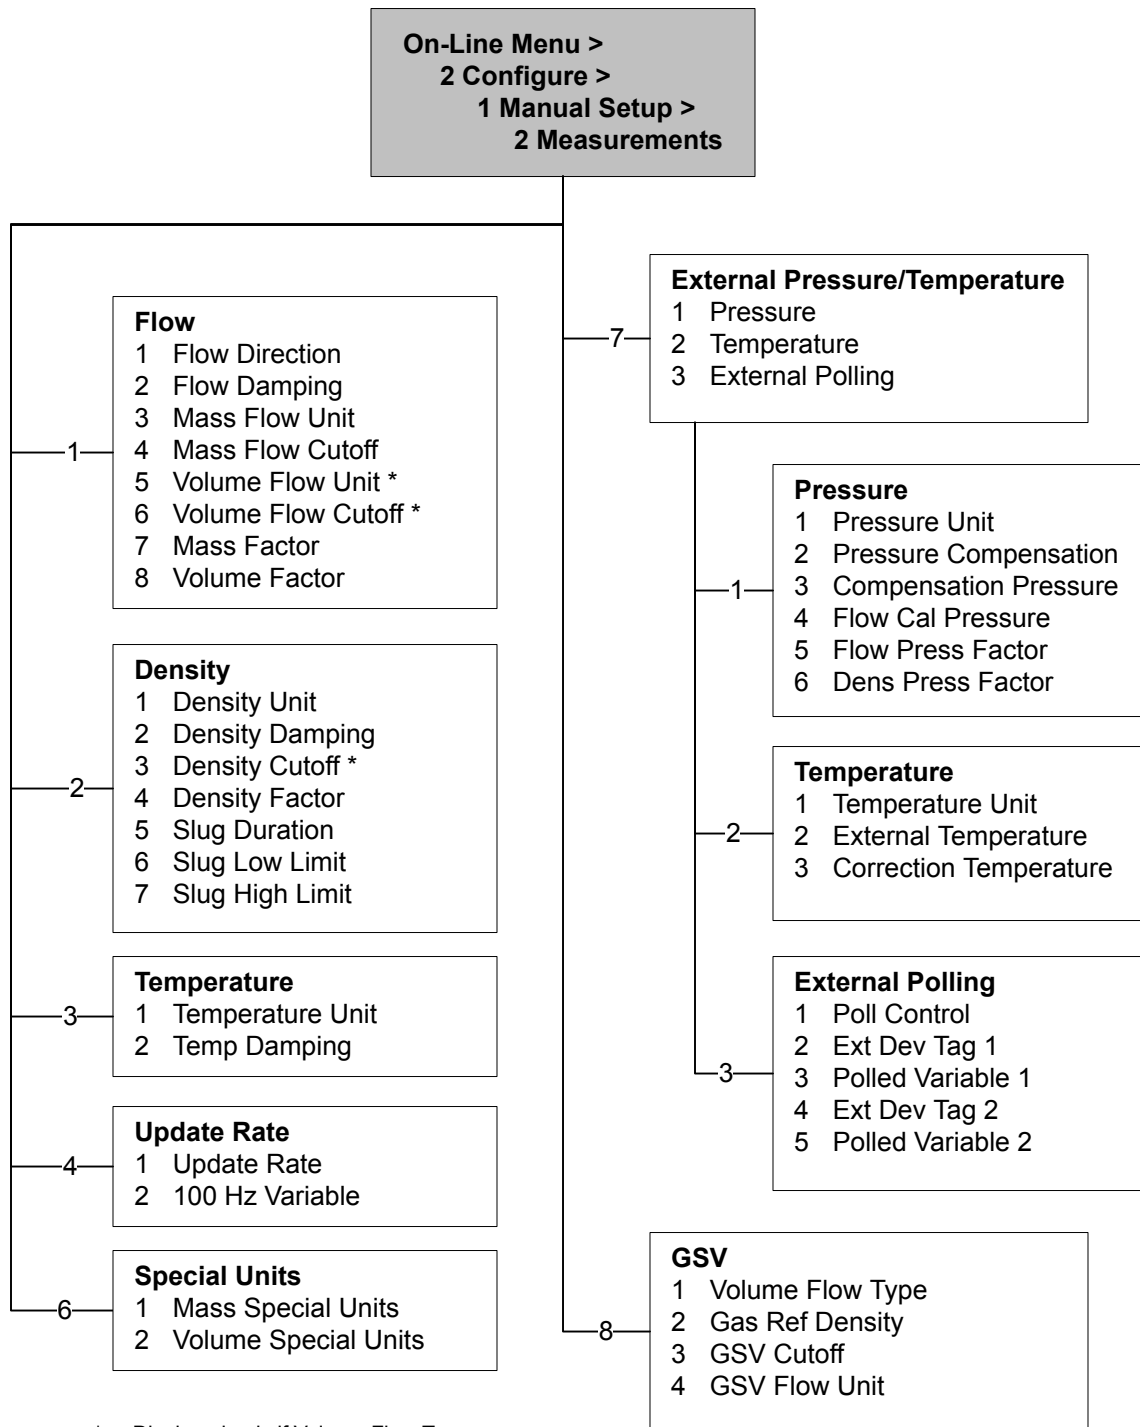 On-Line Menu >
2 Configure >
1 Manual Setup >
2 Measurements
1
Flow
1 Flow Direction
2 Flow Damping
3 Mass Flow Unit
4 Mass Flow Cutoff
5 Volume Flow Unit *
6 Volume Flow Cutoff *
7 Mass Factor
8 Volume Factor
2
Density
1 Density Unit
2 Density Damping
3 Density Cutoff *
4 Density Factor
5 Slug Duration
6 Slug Low Limit
7 Slug High Limit
3
Temperature
1 Temperature Unit
2 Temp Damping
4
Update Rate
1 Update Rate
2 100 Hz Variable
6
Special Units
1 Mass Special Units
2 Volume Special Units
7
External Pressure/Temperature
1 Pressure
2 Temperature
3 External Polling
1
Pressure
1 Pressure Unit
2 Pressure Compensation
3 Compensation Pressure
4 Flow Cal Pressure
5 Flow Press Factor
6 Dens Press Factor
2
Temperature
1 Temperature Unit
2 External Temperature
3 Correction Temperature
3
External Polling
1 Poll Control
2 Ext Dev Tag 1
3 Polled Variable 1
4 Ext Dev Tag 2
5 Polled Variable 2
8
GSV
1 Volume Flow Type
2 Gas Ref Density
3 GSV Cutoff
4 GSV Flow Unit